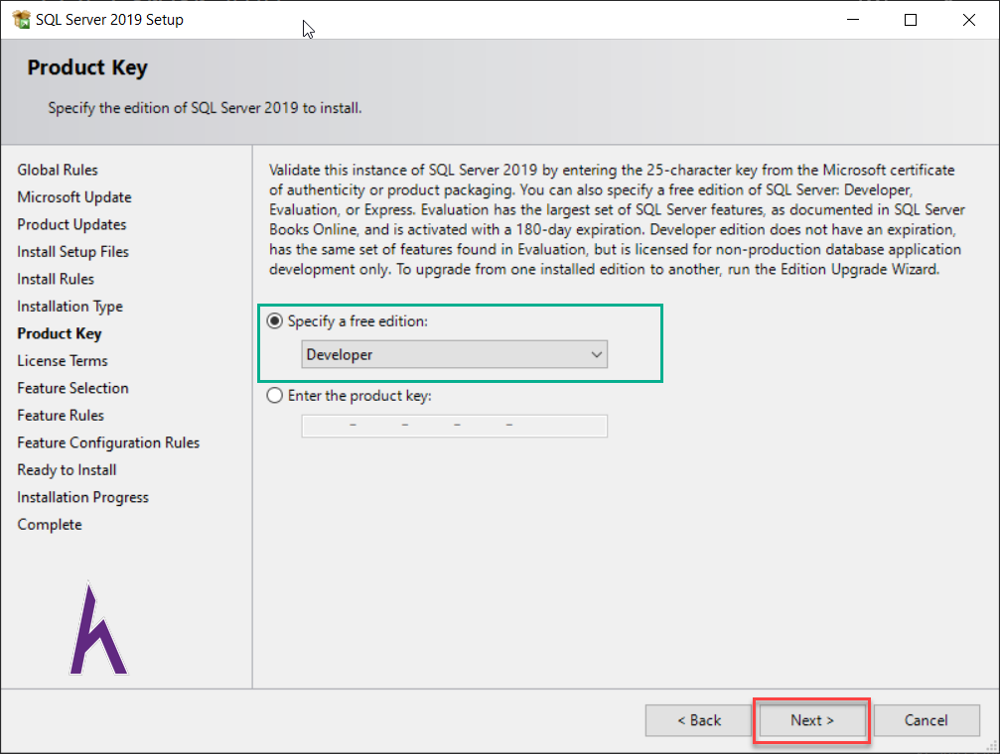 SQL Server 2019 Setup
Product Key
Specify the edition of SQL Server 2019 to install.
Global Rules
Microsoft Update
Product Updates
Install Setup Files
Install Rules
Installation Type
Product Key
License Terms
Feature Selection
Feature Rules
Feature Configuration Rules
Ready to Install
Installation Progress
Complete
Validate this instance of SQL Server 2019 by entering the 25-character key from the Microsoft certificate
of authenticity or product packaging. You can also specify a free edition of SQL Server: Developer,
Evaluation, or Express. Evaluation has the largest set of SQL Server features, as documented in SQL Server
Books Online, and is activated with a 180-day expiration. Developer edition does not have an expiration,
has the same set of features found in Evaluation, but is licensed for non-production database application
development only. To upgrade from one installed edition to another, run the Edition Upgrade Wizard.
Specify a free edition:
Developer
Enter the product key:
– – – –
< Back
Next >
Cancel